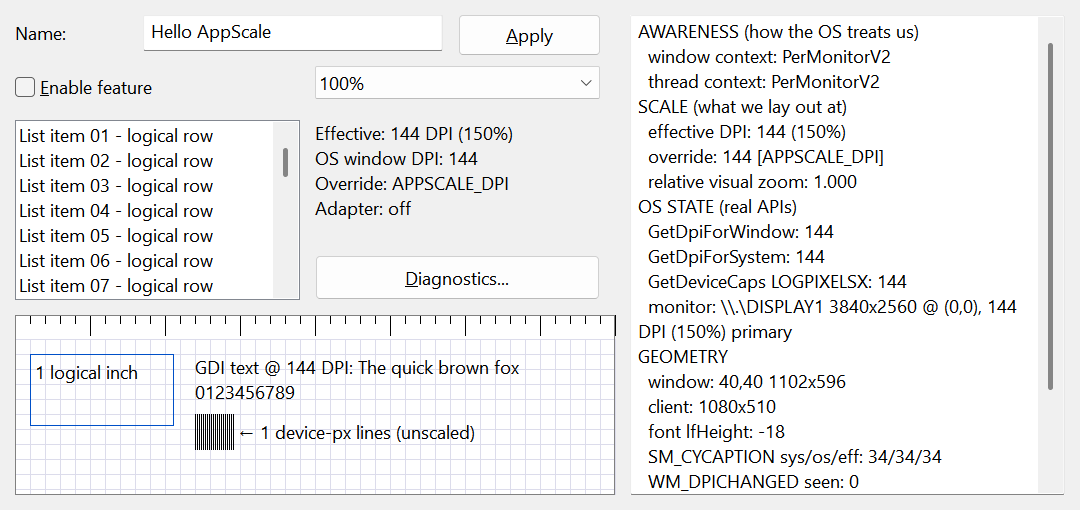 Name:
Hello AppScale
Apply
Enable feature
100%
List item 01 - logical row
List item 02 - logical row
List item 03 - logical row
List item 04 - logical row
List item 05 - logical row
List item 06 - logical row
List item 07 - logical row
Effective: 144 DPI (150%)
OS window DPI: 144
Override: APPSCALE_DPI
Adapter: off
Diagnostics...
1 logical inch
GDI text @ 144 DPI: The quick brown fox
0123456789
← 1 device-px lines (unscaled)
AWARENESS (how the OS treats us)
window context: PerMonitorV2
thread context: PerMonitorV2
SCALE (what we lay out at)
effective DPI: 144 (150%)
override: 144 [APPSCALE_DPI]
relative visual zoom: 1.000
OS STATE (real APIs)
GetDpiForWindow: 144
GetDpiForSystem: 144
GetDeviceCaps LOGPIXELSX: 144
monitor: \\.\DISPLAY1 3840x2560 @ (0,0), 144
DPI (150%) primary
GEOMETRY
window: 40,40 1102x596
client: 1080x510
font lfHeight: -18
SM_CYCAPTION sys/os/eff: 34/34/34
WM_DPICHANGED seen: 0